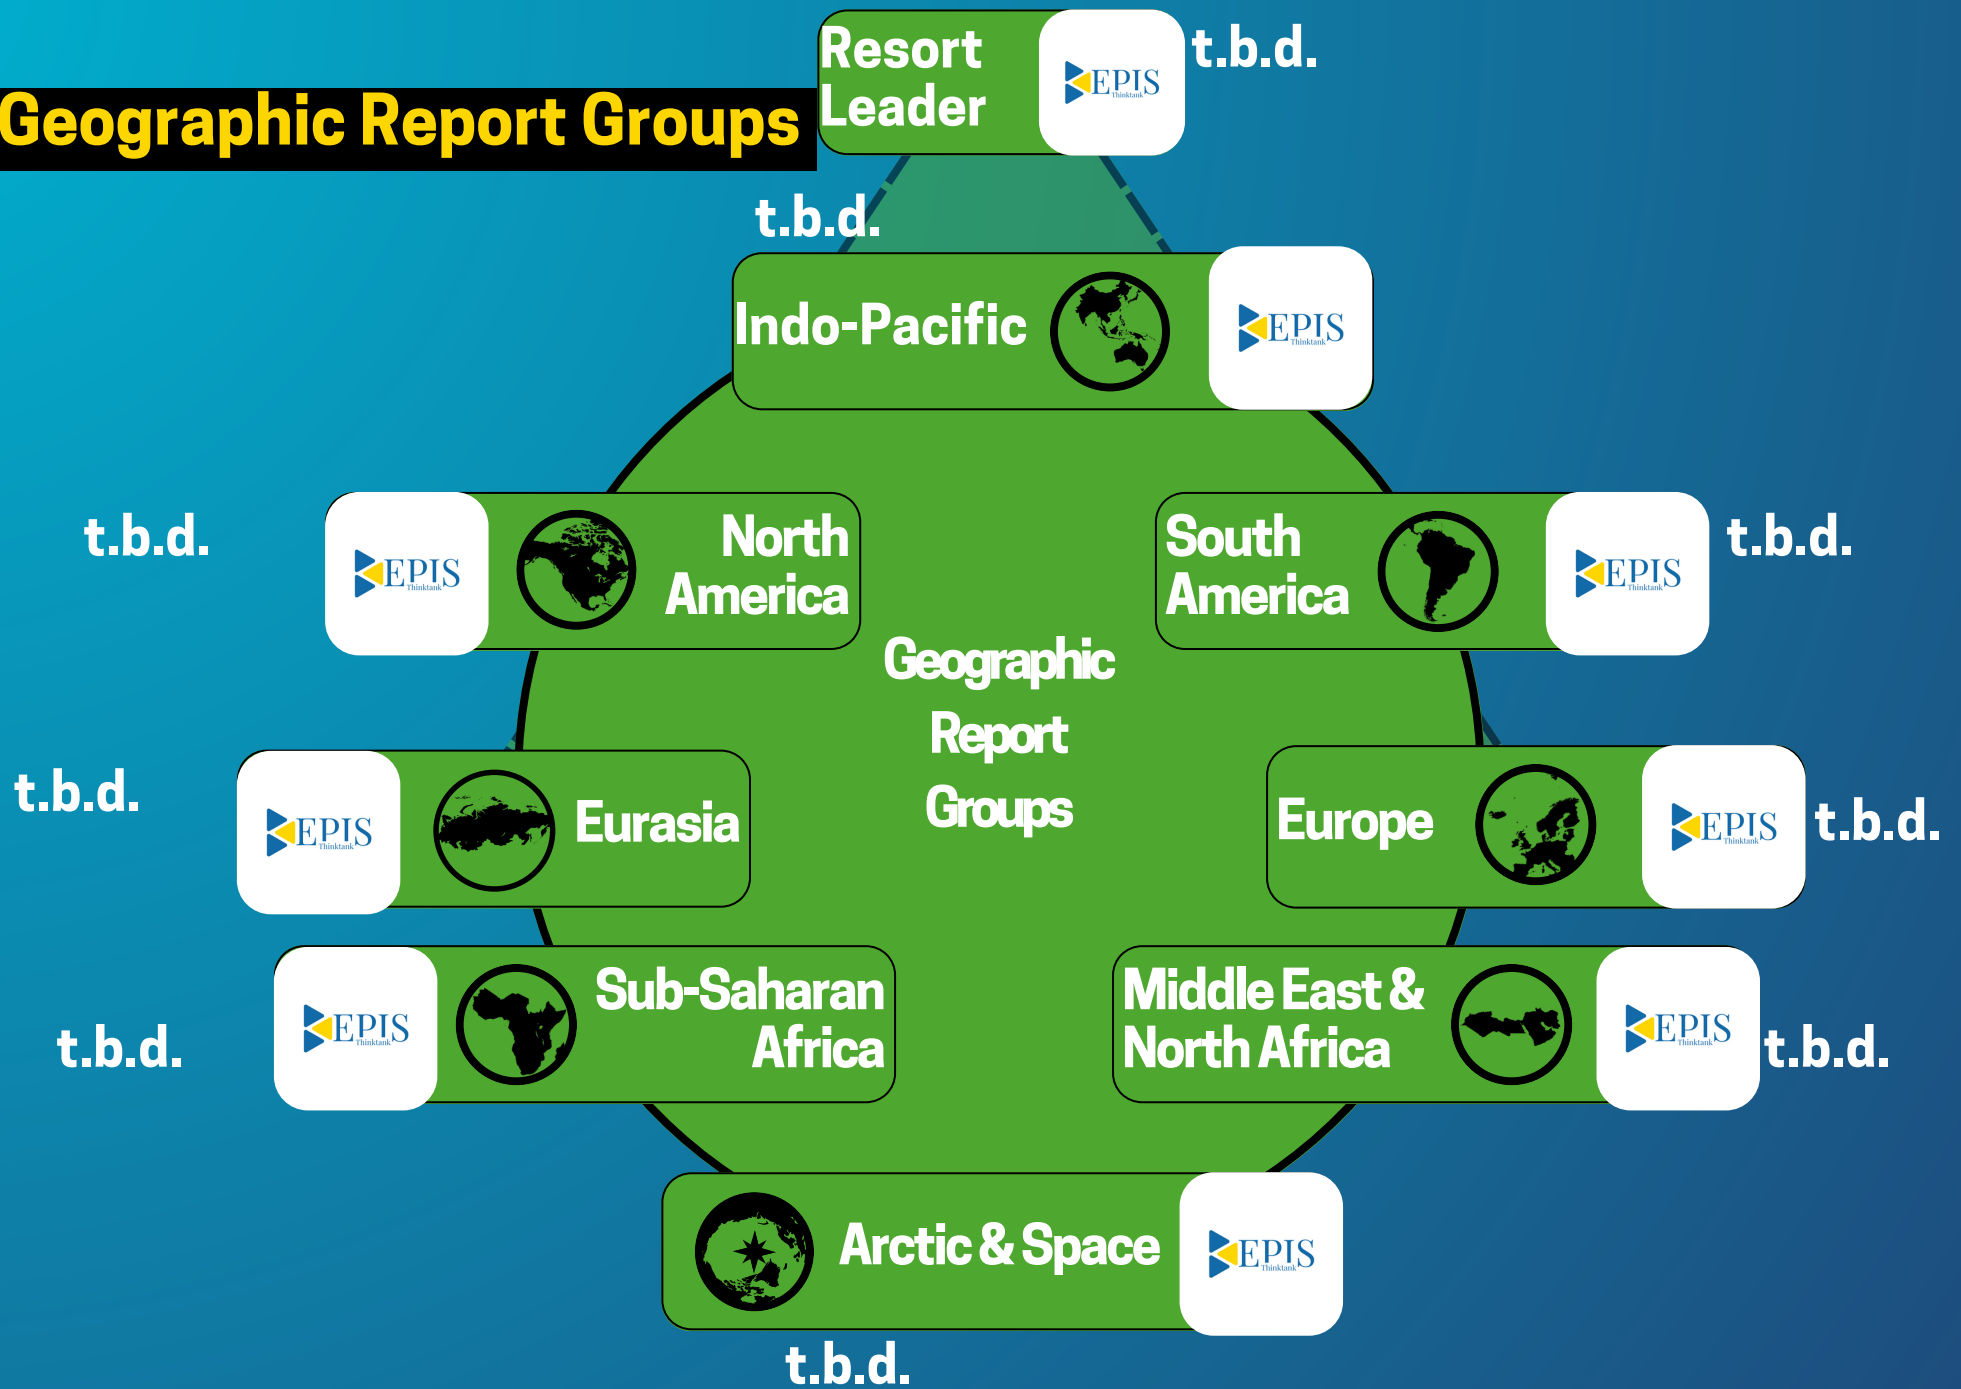 Resort
Leader
EPIS
Thinktank
t.b.d.
Geographic Report Groups
t.b.d.
Indo-Pacific
EPIS
Thinktank
t.b.d.
EPIS
Thinktank
North
America
South
America
EPIS
Thinktank
t.b.d.
Geographic
Report
Groups
t.b.d.
EPIS
Thinktank
Eurasia
Europe
EPIS
Thinktank
t.b.d.
t.b.d.
EPIS
Thinktank
Sub-Saharan
Africa
Middle East &
North Africa
EPIS
Thinktank
t.b.d.
Arctic & Space
EPIS
Thinktank
t.b.d.